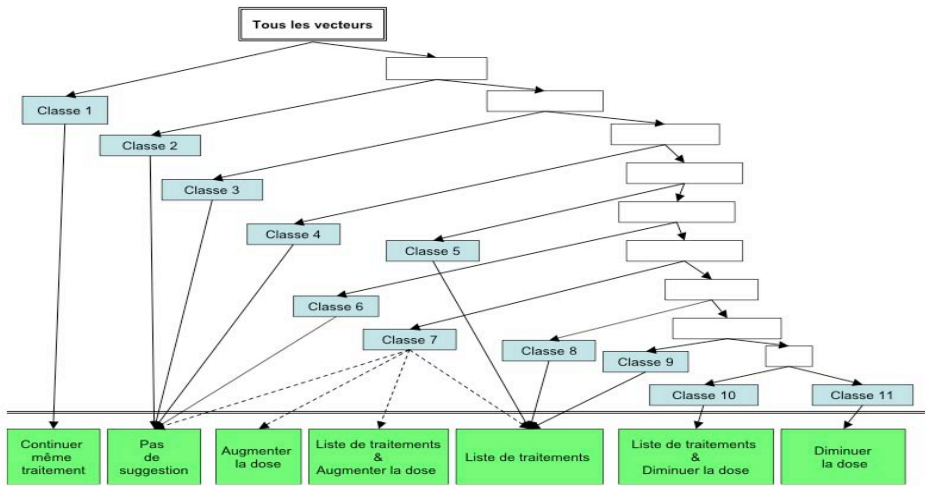 Tous les vecteurs
Classe 1
Classe 2
Classe 3
Classe 4
Classe 5
Classe 6
Classe 7
Classe 8
Classe 9
Classe 10
Classe 11
Continuer
même
traitement
Pas
de
suggestion
Augmenter
la dose
Liste de traitements
&
Augmenter la dose
Liste de traitements
Liste de traitements
&
Diminuer la dose
Diminuer
la dose